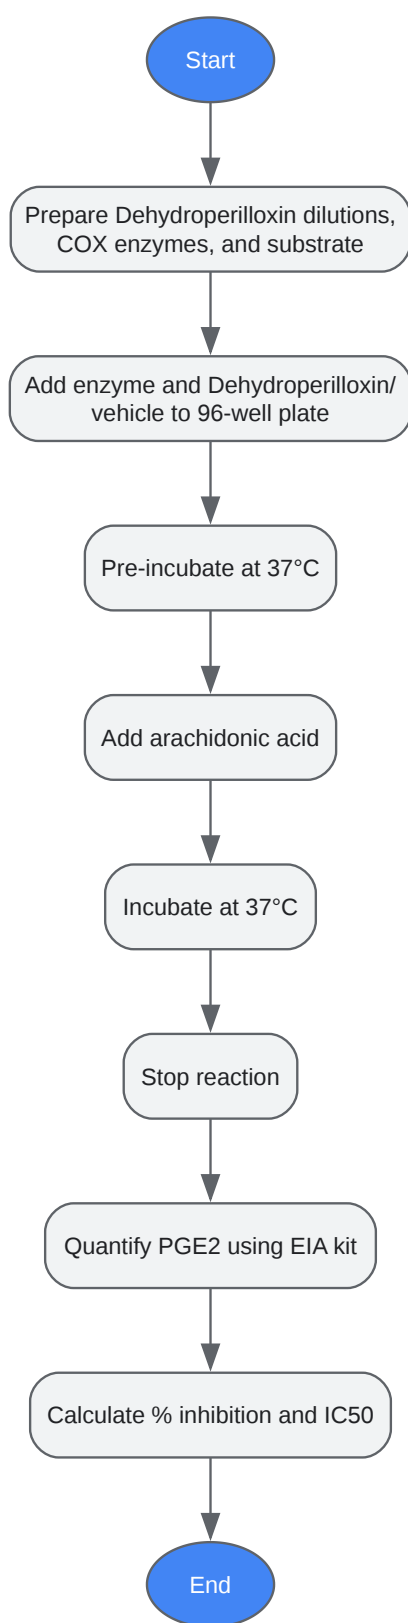 Start
Prepare Dehydroperilloxin dilutions,
COX enzymes, and substrate
Add enzyme and Dehydroperilloxin/
vehicle to 96-well plate
Pre-incubate at 37°C
Add arachidonic acid
Incubate at 37°C
Stop reaction
Quantify PGE2 using EIA kit
Calculate % inhibition and IC50
End